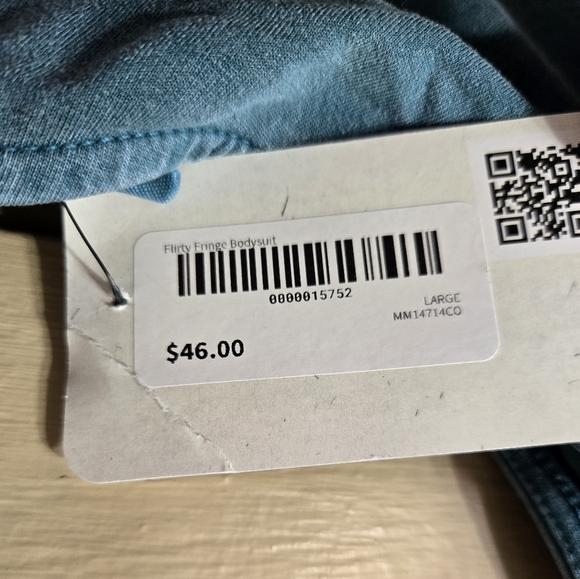 Flirty Fringe Bodysuit
0000015752
LARGE
MM14714CO
$46.00